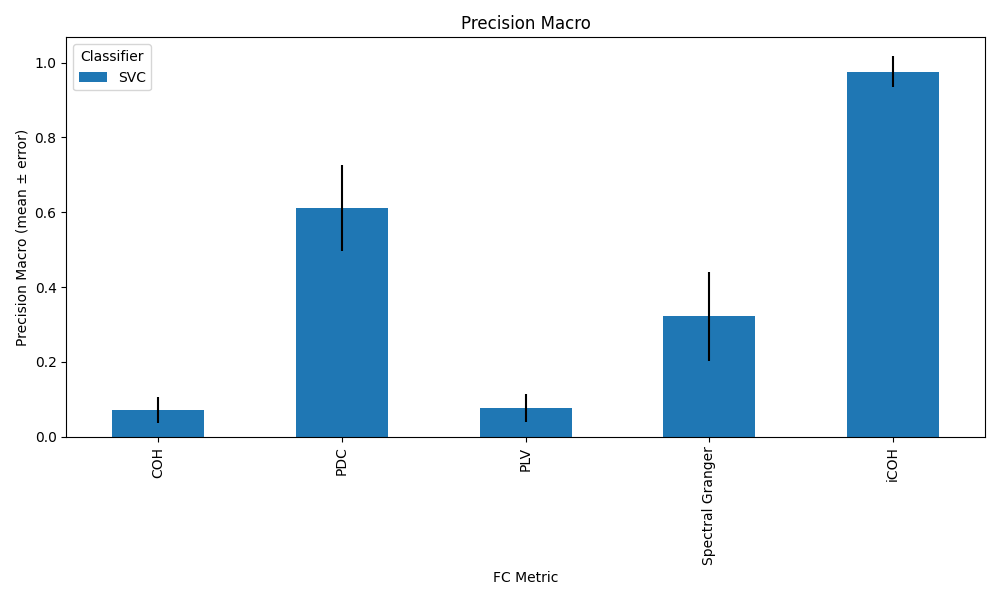 Precision Macro
Classifier
SVC
Precision Macro (mean ± error)
1.0
0.8
0.6
0.4
0.2
0.0
COH
PDC
PLV
Spectral Granger
iCOH
FC Metric